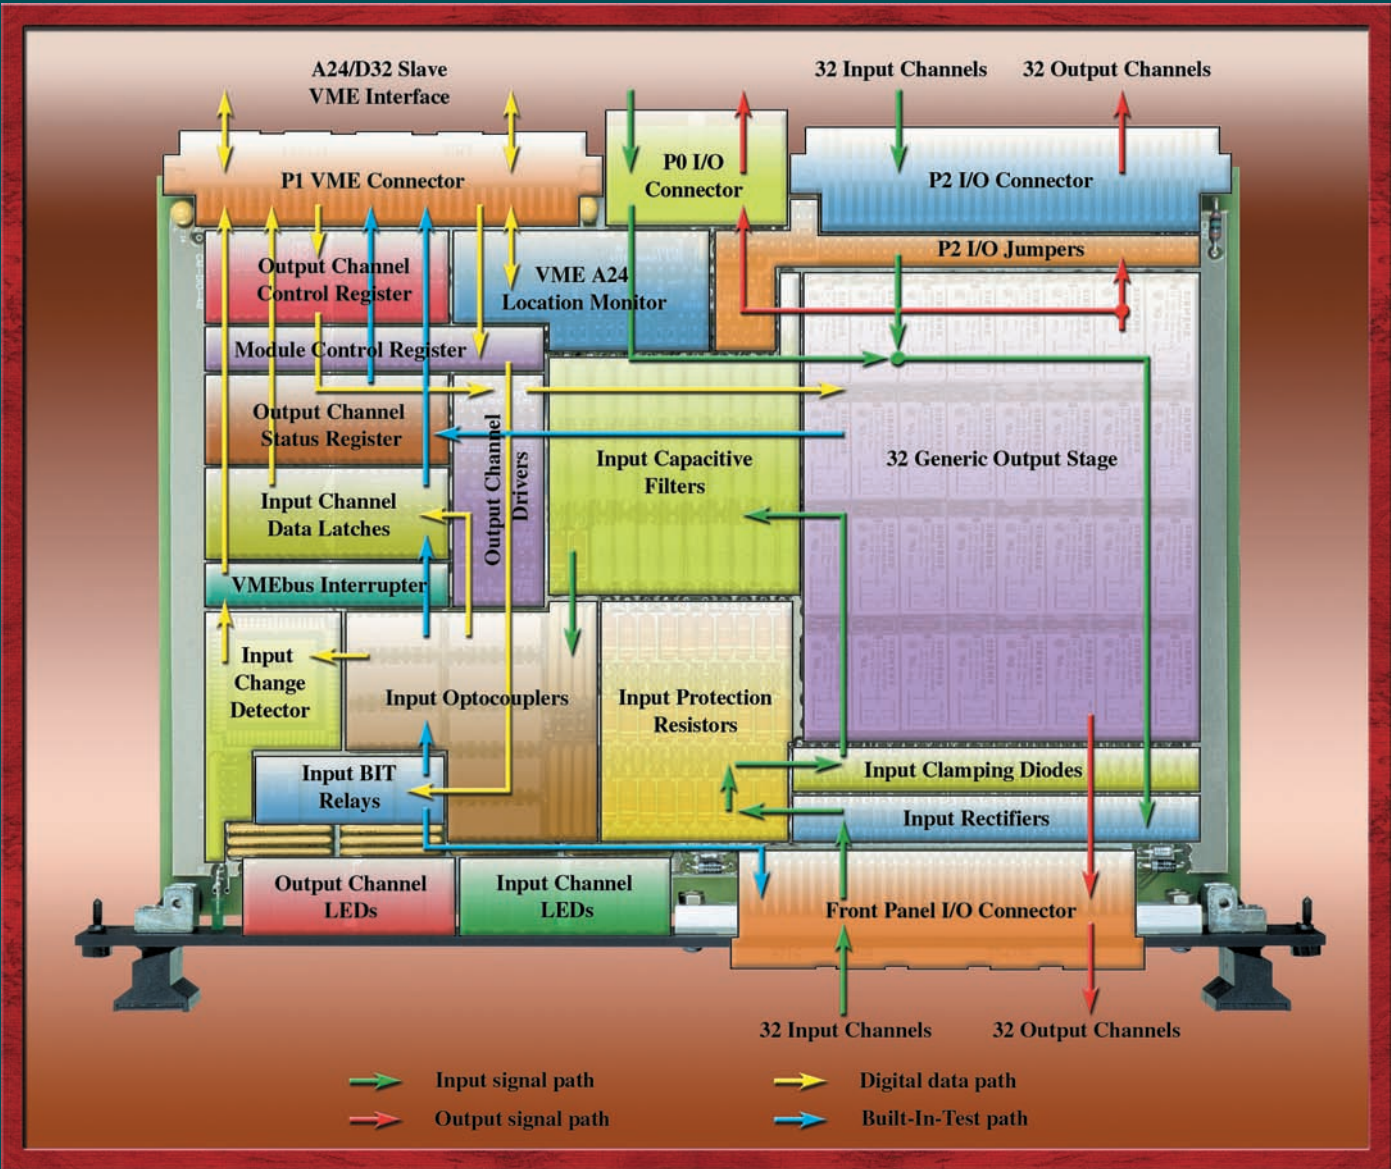 A24/D32 Slave
VME Interface
32 Input Channels
32 Output Channels
P1 VME Connector
P0 I/O
Connector
P2 I/O Connector
P2 I/O Jumpers
Output Channel
Control Register
VME A24
Location Monitor
Module Control Register
Output Channel
Status Register
Output Channel
Drivers
Input Capacitive
Filters
32 Generic Output Stage
Input Channel
Data Latches
VMEbus Interrupter
Input
Change
Detector
Input Optocouplers
Input Protection
Resistors
Input BIT
Relays
Input Clamping Diodes
Input Rectifiers
Output Channel
LEDs
Input Channel
LEDs
Front Panel I/O Connector
32 Input Channels
32 Output Channels
Input signal path
Digital data path
Output signal path
Built-In-Test path